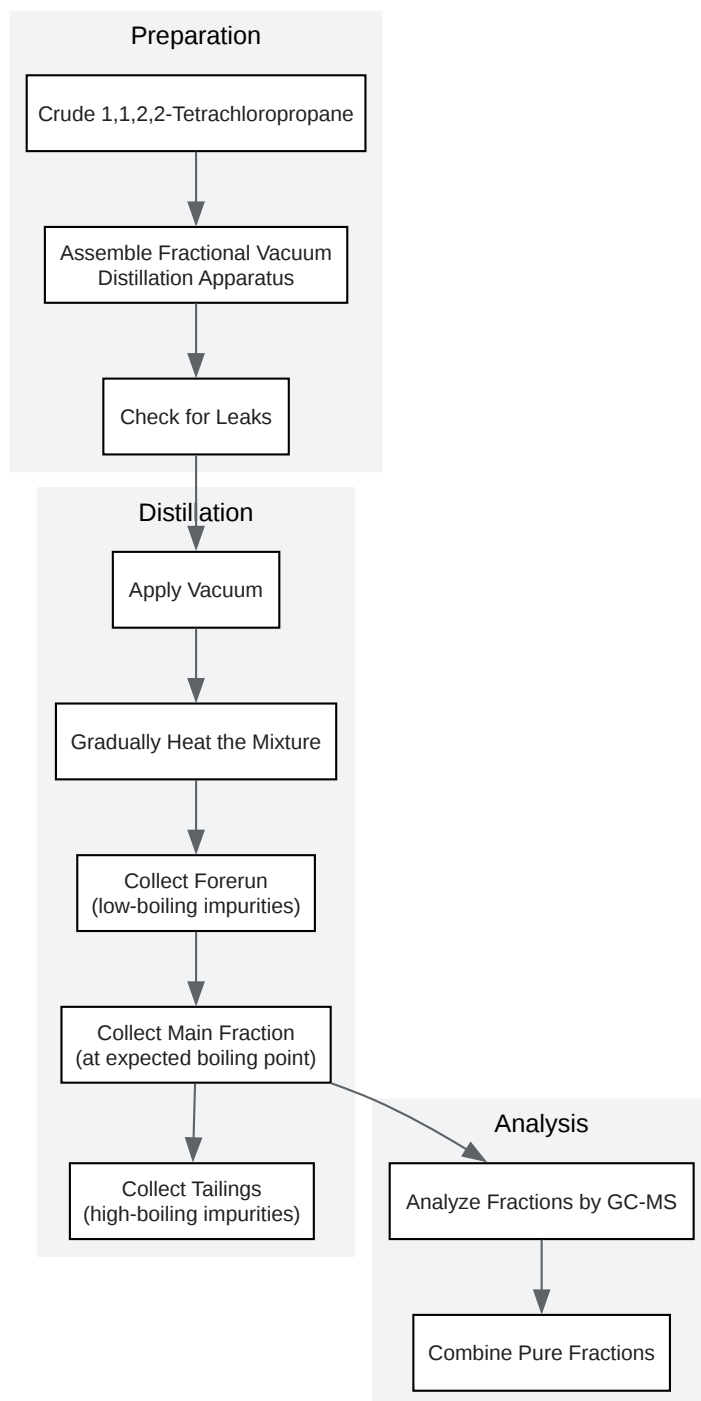 Preparation
Crude 1,1,2,2-Tetrachloropropane
Assemble Fractional Vacuum
Distillation Apparatus
Check for Leaks
Distillation
Apply Vacuum
Gradually Heat the Mixture
Collect Forerun
(low-boiling impurities)
Collect Main Fraction
(at expected boiling point)
Collect Tailings
(high-boiling impurities)
Analysis
Analyze Fractions by GC-MS
Combine Pure Fractions